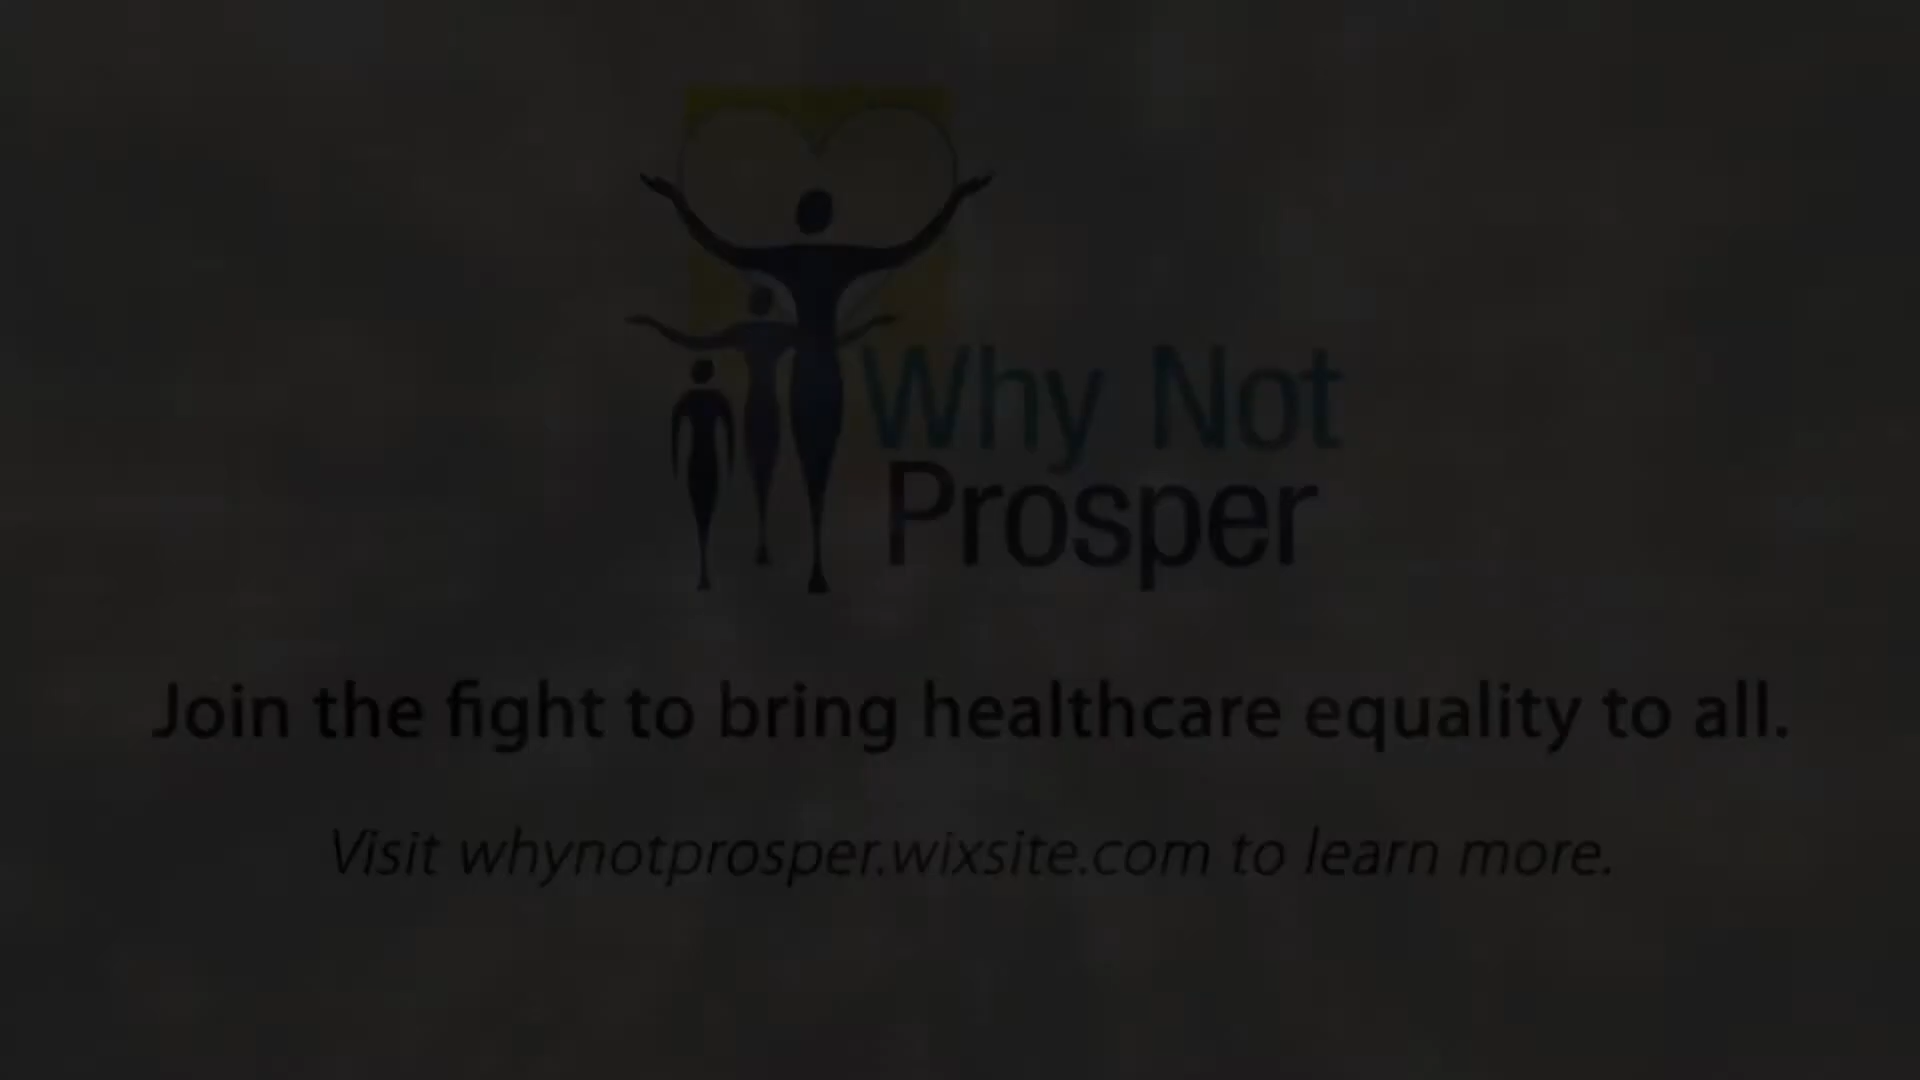 Why Not
Prosper
Join the fight to bring healthcare equality to all.
Visit whynotprosper.wixsite.com to learn more.